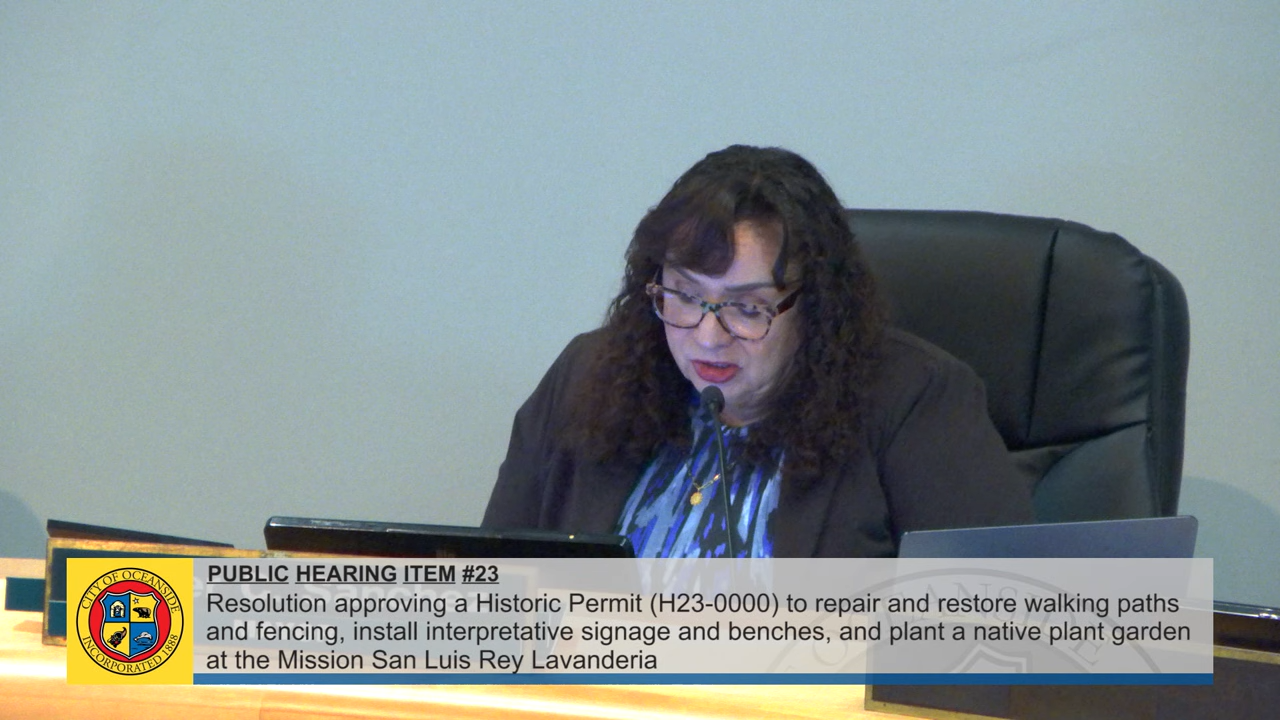 PUBLIC HEARING ITEM #23
Resolution approving a Historic Permit (H23-0000) to repair and restore walking paths
and fencing, install interpretative signage and benches, and plant a native plant garden
at the Mission San Luis Rey Lavanderia
CITY OF OCEANSIDE
INCORPORATED 1888
Sanchez